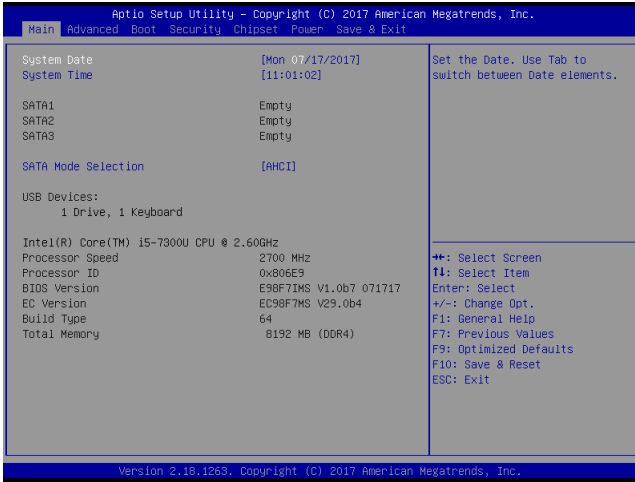 Aptio Setup Utility – Copyright (C) 2017 American Megatrends, Inc.
Main Advanced Boot Security Chipset Power Save & Exit
System Date [Mon 07/17/2017]
System Time [11:01:02]
SATA1 Empty
SATA2 Empty
SATA3 Empty
SATA Mode Selection [AHCI]
USB Devices:
1 Drive, 1 Keyboard
Intel(R) Core(TM) i5-7300U CPU @ 2.60GHz
Processor Speed 2700 MHz
Processor ID 0x806E9
BIOS Version E98F7IMS V1.0b7 071717
EC Version EC98F7MS V29.0b4
Build Type 64
Total Memory 8192 MB (DDR4)
Set the Date. Use Tab to
switch between Date elements.
→←: Select Screen
↑↓: Select Item
Enter: Select
+/-: Change Opt.
F1: General Help
F7: Previous Values
F9: Optimized Defaults
F10: Save & Reset
ESC: Exit
Version 2.18.1263. Copyright (C) 2017 American Megatrends, Inc.